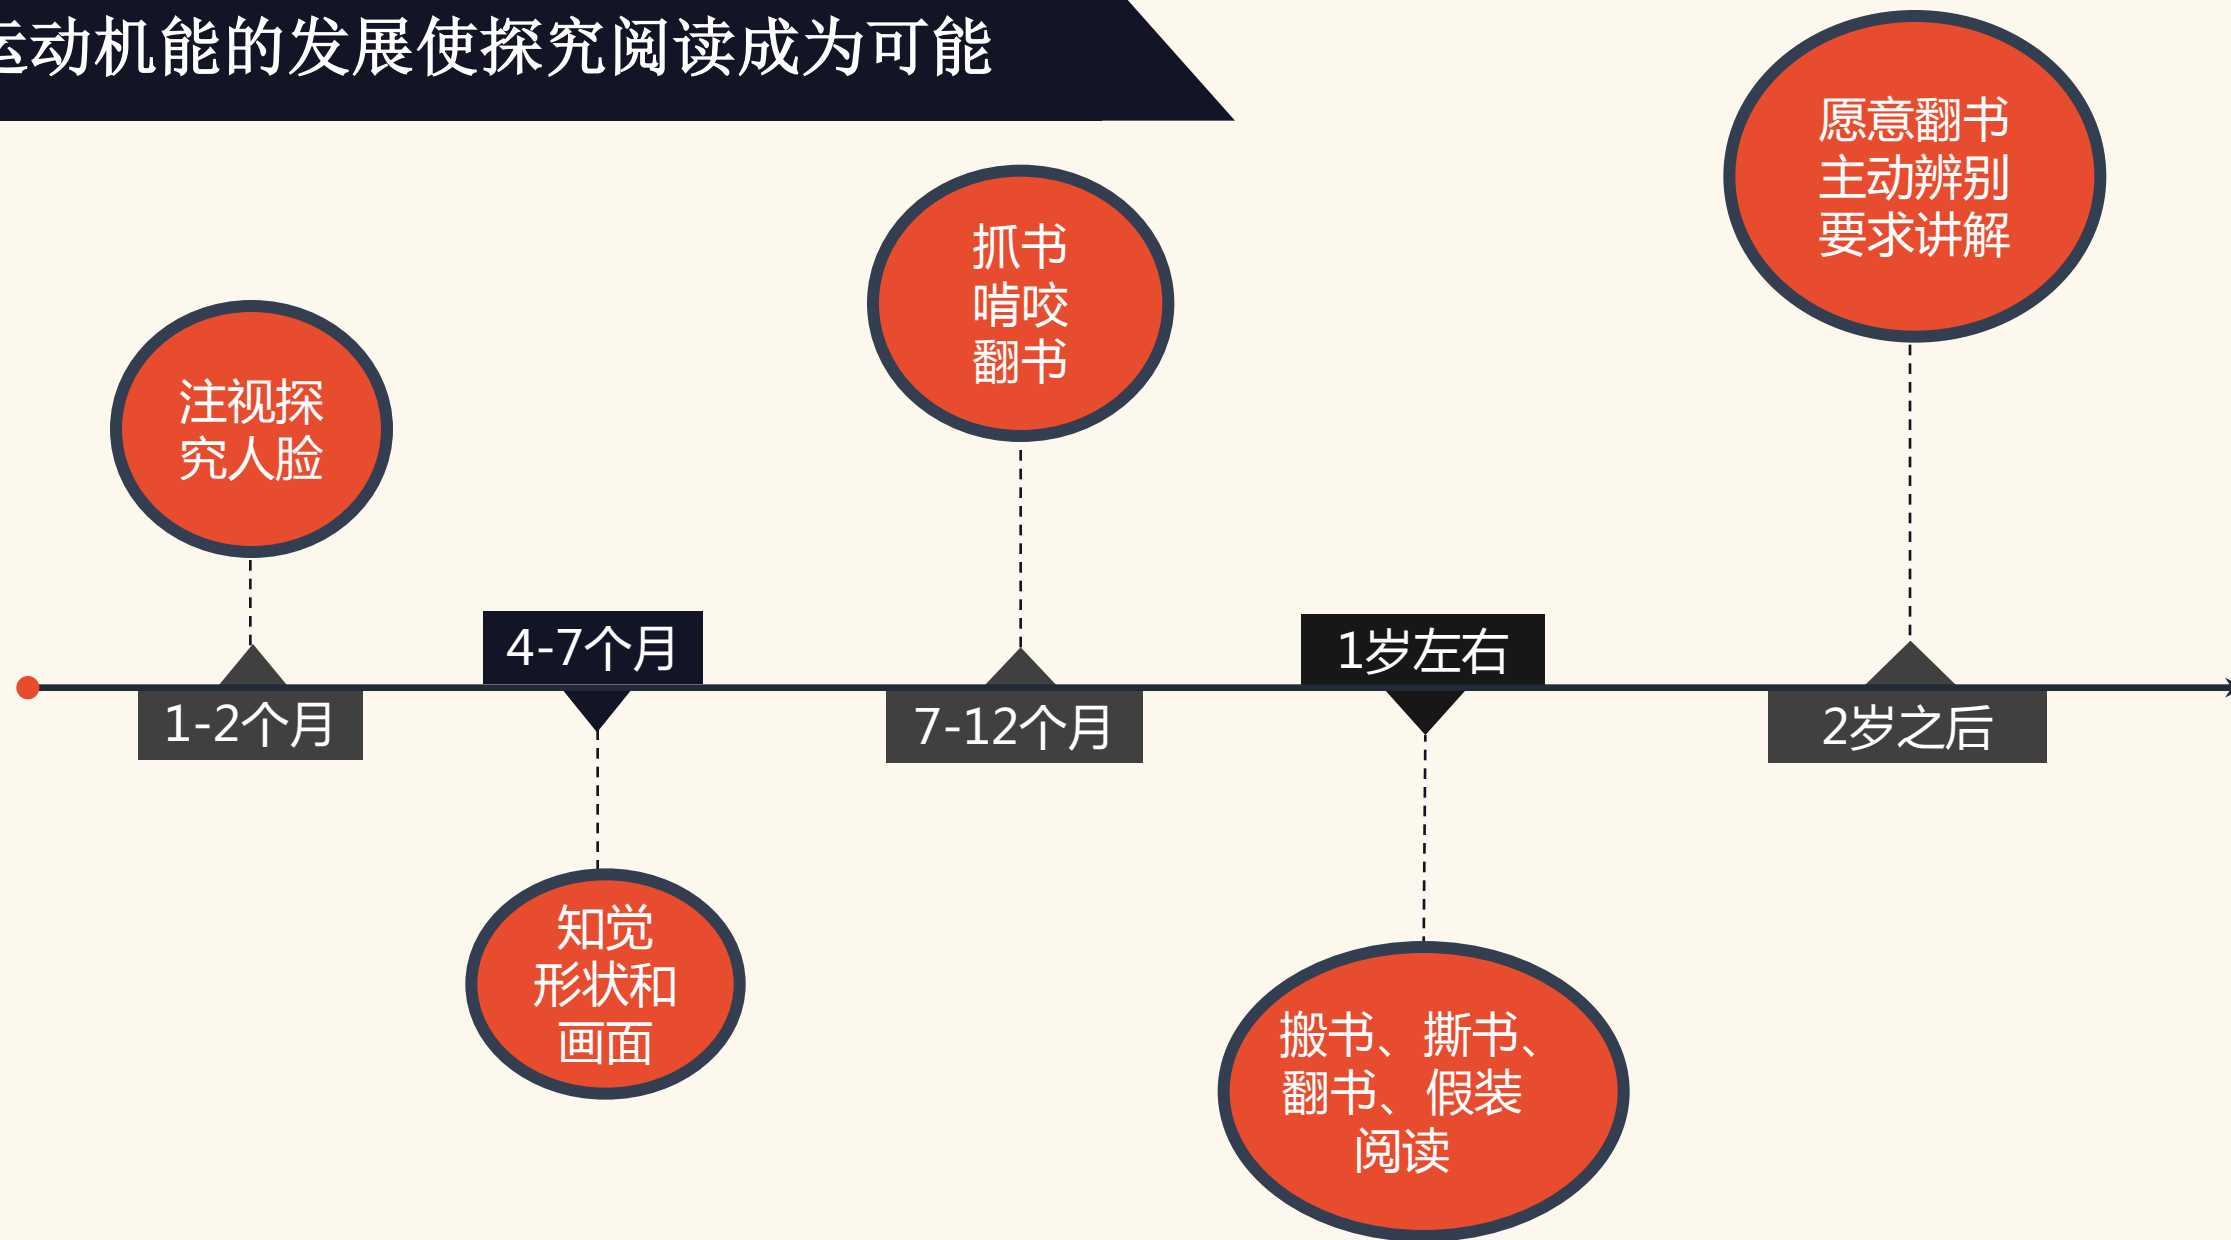 运动机能的发展使探究阅读成为可能
愿意翻书
主动辨别
要求讲解
抓书
啃咬
翻书
注视探
究人脸
4-7个月
1岁左右
1-2个月
7-12个月
2岁之后
知觉
形状和
画面
搬书、撕书、
翻书、假装
阅读